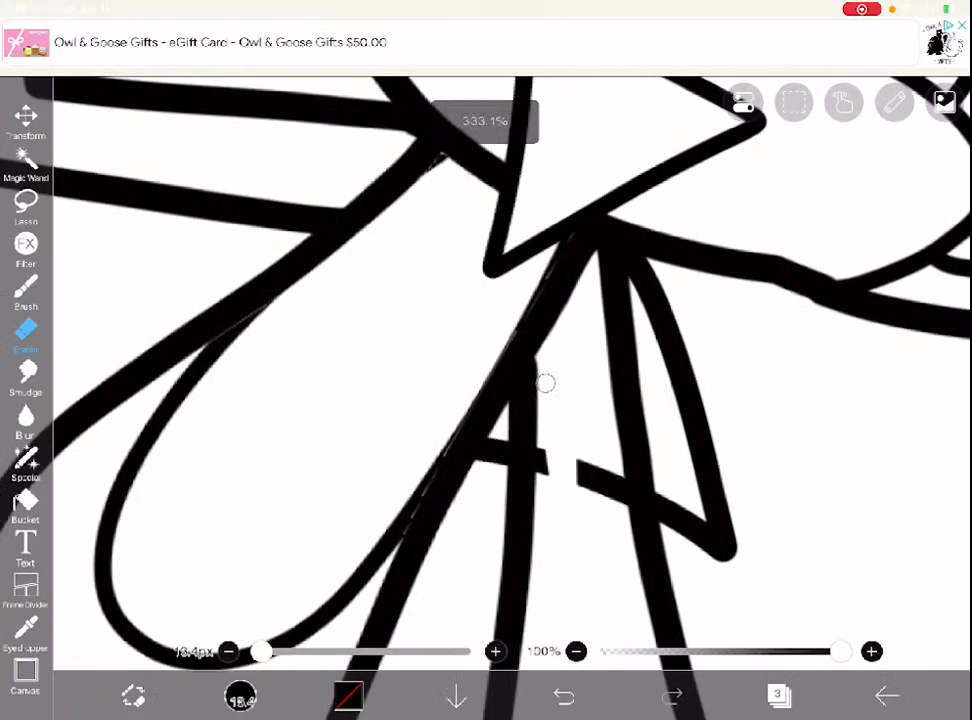 Owl & Goose Gifts - eGift Card - Owl & Goose Gifts $50.00
333.1%
Transform
Magic Wand
Lasso
FX
Filter
Brush
Eraser
Smudge
Blur
Special
Bucket
T
Text
Frame Divider
Eyedropper
Canvas
100%
3